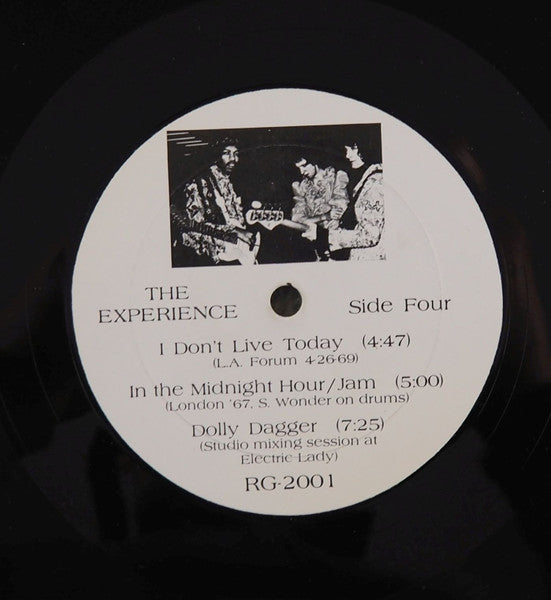 THE
EXPERIENCE
Side Four
I Don't Live Today (4:47)
(L.A. Forum 4-26-69)
In the Midnight Hour/Jam (5:00)
(London '67, S. Wonder on drums)
Dolly Dagger (7:25)
(Studio mixing session at
Electric Lady)
RG-2001